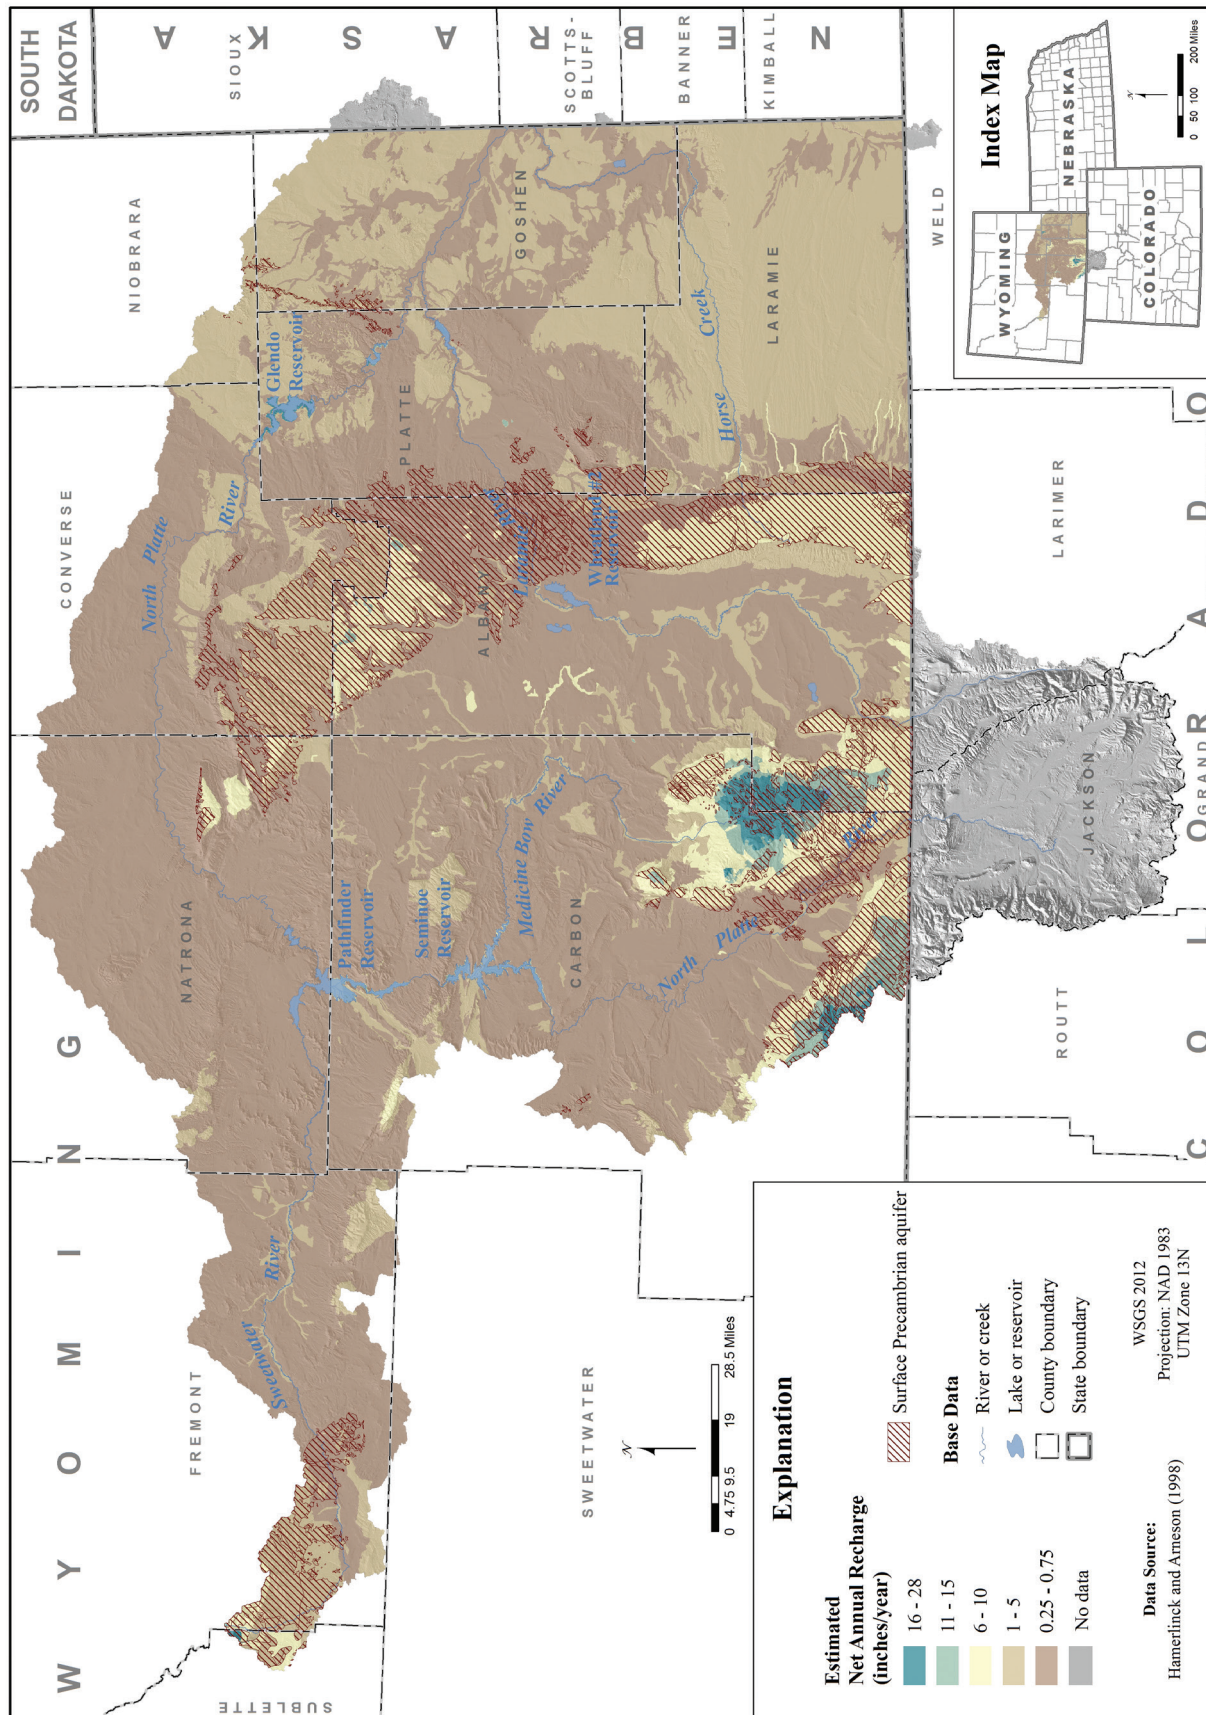 WYOMING
SOUTH
DAKOTA
NEBRASKA
COLORADO
SUBLETTE
FREMONT
SWEETWATER
NATRONA
CONVERSE
NIOBRARA
SIOUX
SCOTTS-
BLUFF
BANNER
KIMBALL
CARBON
ALBANY
PLATTE
GOSHEN
LARAMIE
ROUTT
JACKSON
GRAND
LARIMER
WELD
Sweetwater River
Pathfinder
Reservoir
Seminoe
Reservoir
Medicine Bow River
North Platte River
North Platte River
Glendo
Reservoir
Laramie River
Wheatland #2
Reservoir
Horse Creek
N
0 4.75 9.5 19 28.5 Miles
Explanation
Estimated
Net Annual Recharge
(inches/year)
16 - 28
11 - 15
6 - 10
1 - 5
0.25 - 0.75
No data
Surface Precambrian aquifer
Base Data
River or creek
Lake or reservoir
County boundary
State boundary
Data Source:
Hamerlinck and Arneson (1998)
WSGS 2012
Projection: NAD 1983
UTM Zone 13N
Index Map
WYOMING
NEBRASKA
COLORADO
N
0 50 100 200 Miles